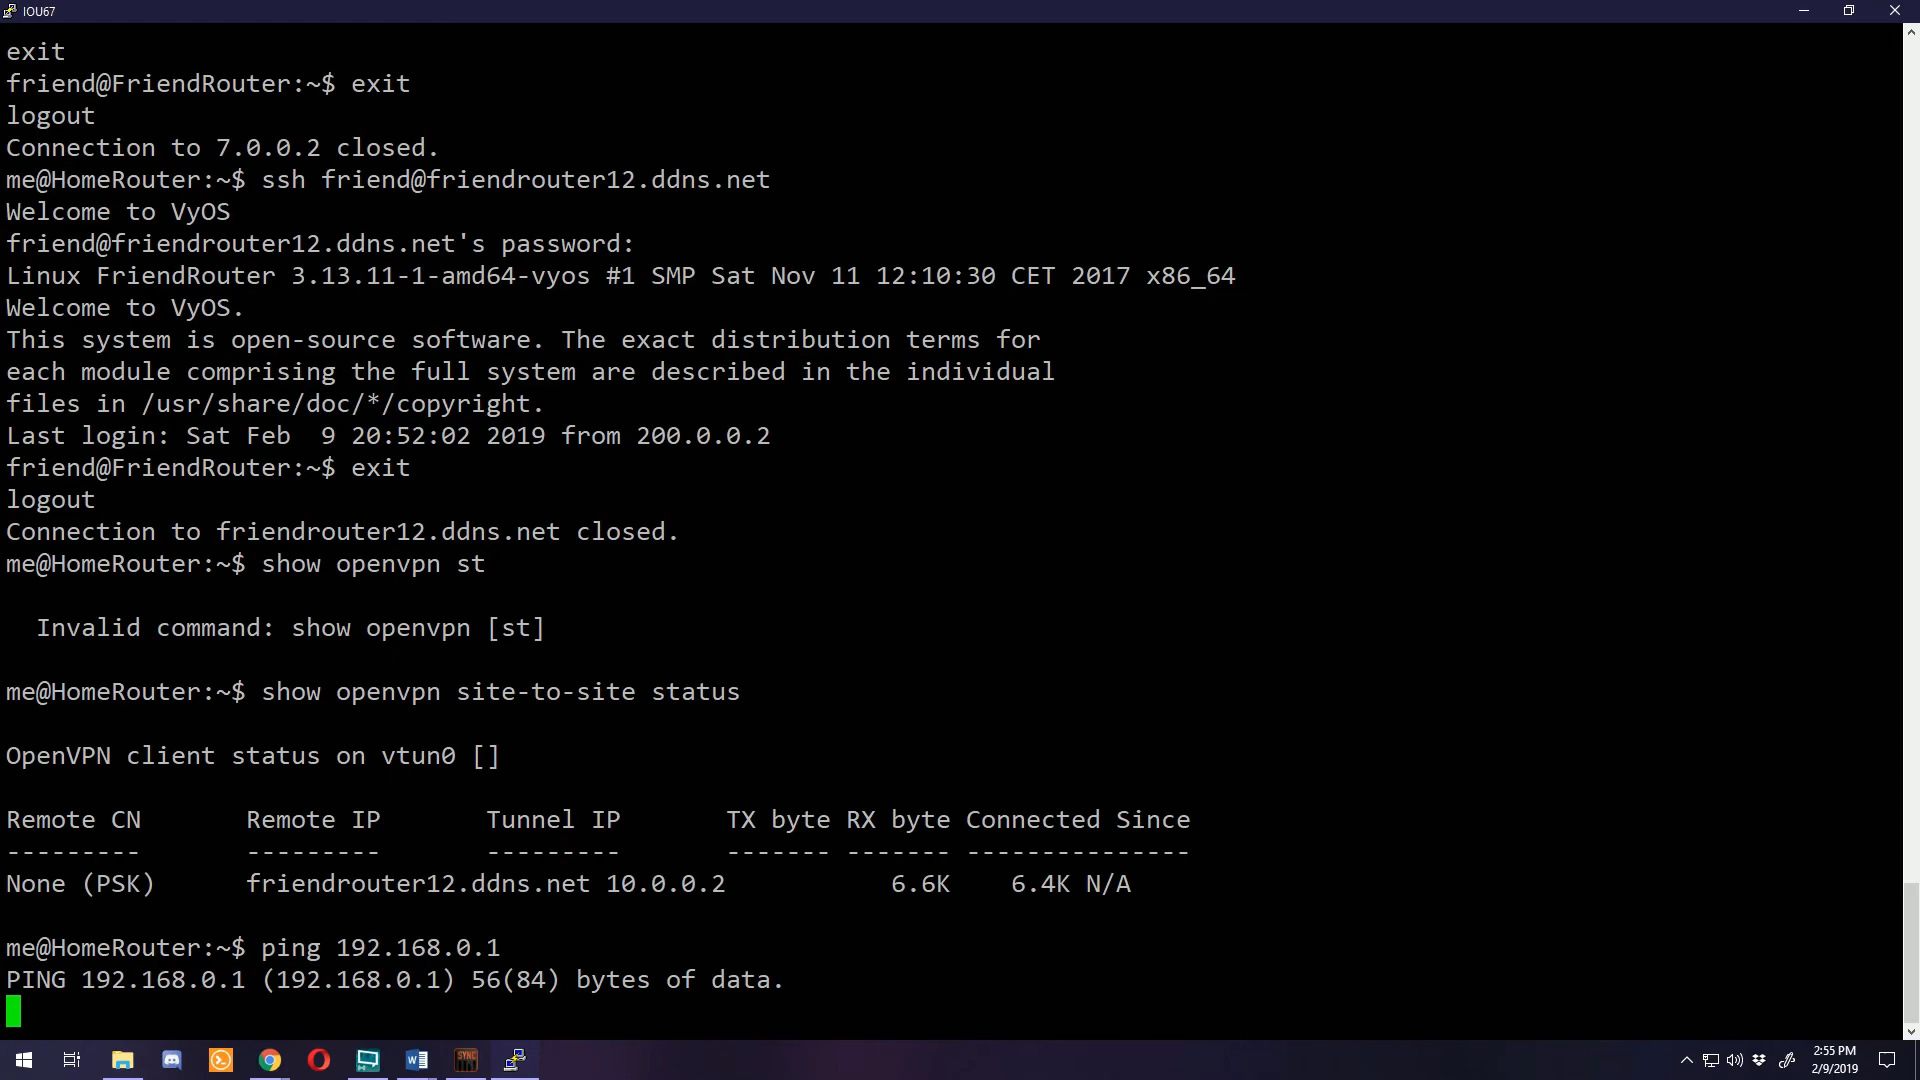 IOU67
exit
friend@FriendRouter:~$ exit
logout
Connection to 7.0.0.2 closed.
me@HomeRouter:~$ ssh friend@friendrouter12.ddns.net
Welcome to VyOS
friend@friendrouter12.ddns.net's password:
Linux FriendRouter 3.13.11-1-amd64-vyos #1 SMP Sat Nov 11 12:10:30 CET 2017 x86_64
Welcome to VyOS.
This system is open-source software. The exact distribution terms for
each module comprising the full system are described in the individual
files in /usr/share/doc/*/copyright.
Last login: Sat Feb  9 20:52:02 2019 from 200.0.0.2
friend@FriendRouter:~$ exit
logout
Connection to friendrouter12.ddns.net closed.
me@HomeRouter:~$ show openvpn st
Invalid command: show openvpn [st]
me@HomeRouter:~$ show openvpn site-to-site status
OpenVPN client status on vtun0 []
Remote CN       Remote IP       Tunnel IP       TX byte RX byte Connected Since
---------       ---------       ---------       ------- ------- ---------------
None (PSK)      friendrouter12.ddns.net 10.0.0.2           6.6K    6.4K N/A
me@HomeRouter:~$ ping 192.168.0.1
PING 192.168.0.1 (192.168.0.1) 56(84) bytes of data.
SYNC
2:55 PM
2/9/2019